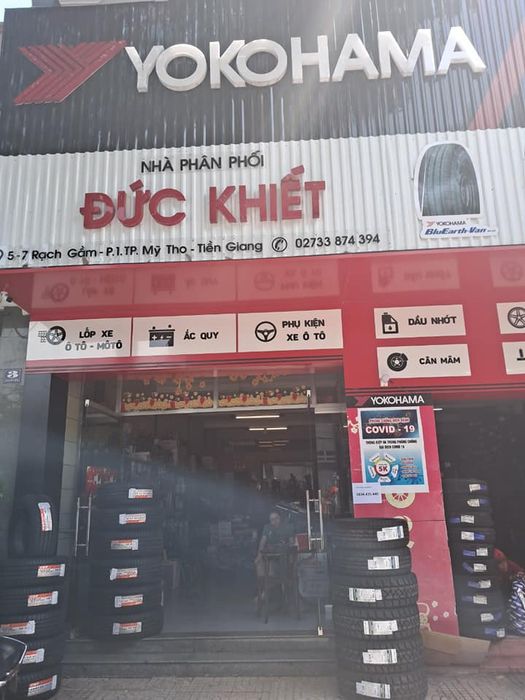 YOKOHAMA
NHÀ PHÂN PHỐI
ĐỨC KHIẾT
5-7 Rạch Gầm - P.1.TP. Mỹ Tho - Tiền Giang 02733 874 394
YOKOHAMA
BluEarth-Van
LỐP XE
Ô TÔ - MÔTÔ
ẮC QUY
PHỤ KIỆN
XE Ô TÔ
DẦU NHỚT
CÂN MÂM
YOKOHAMA
COVID - 19
5K